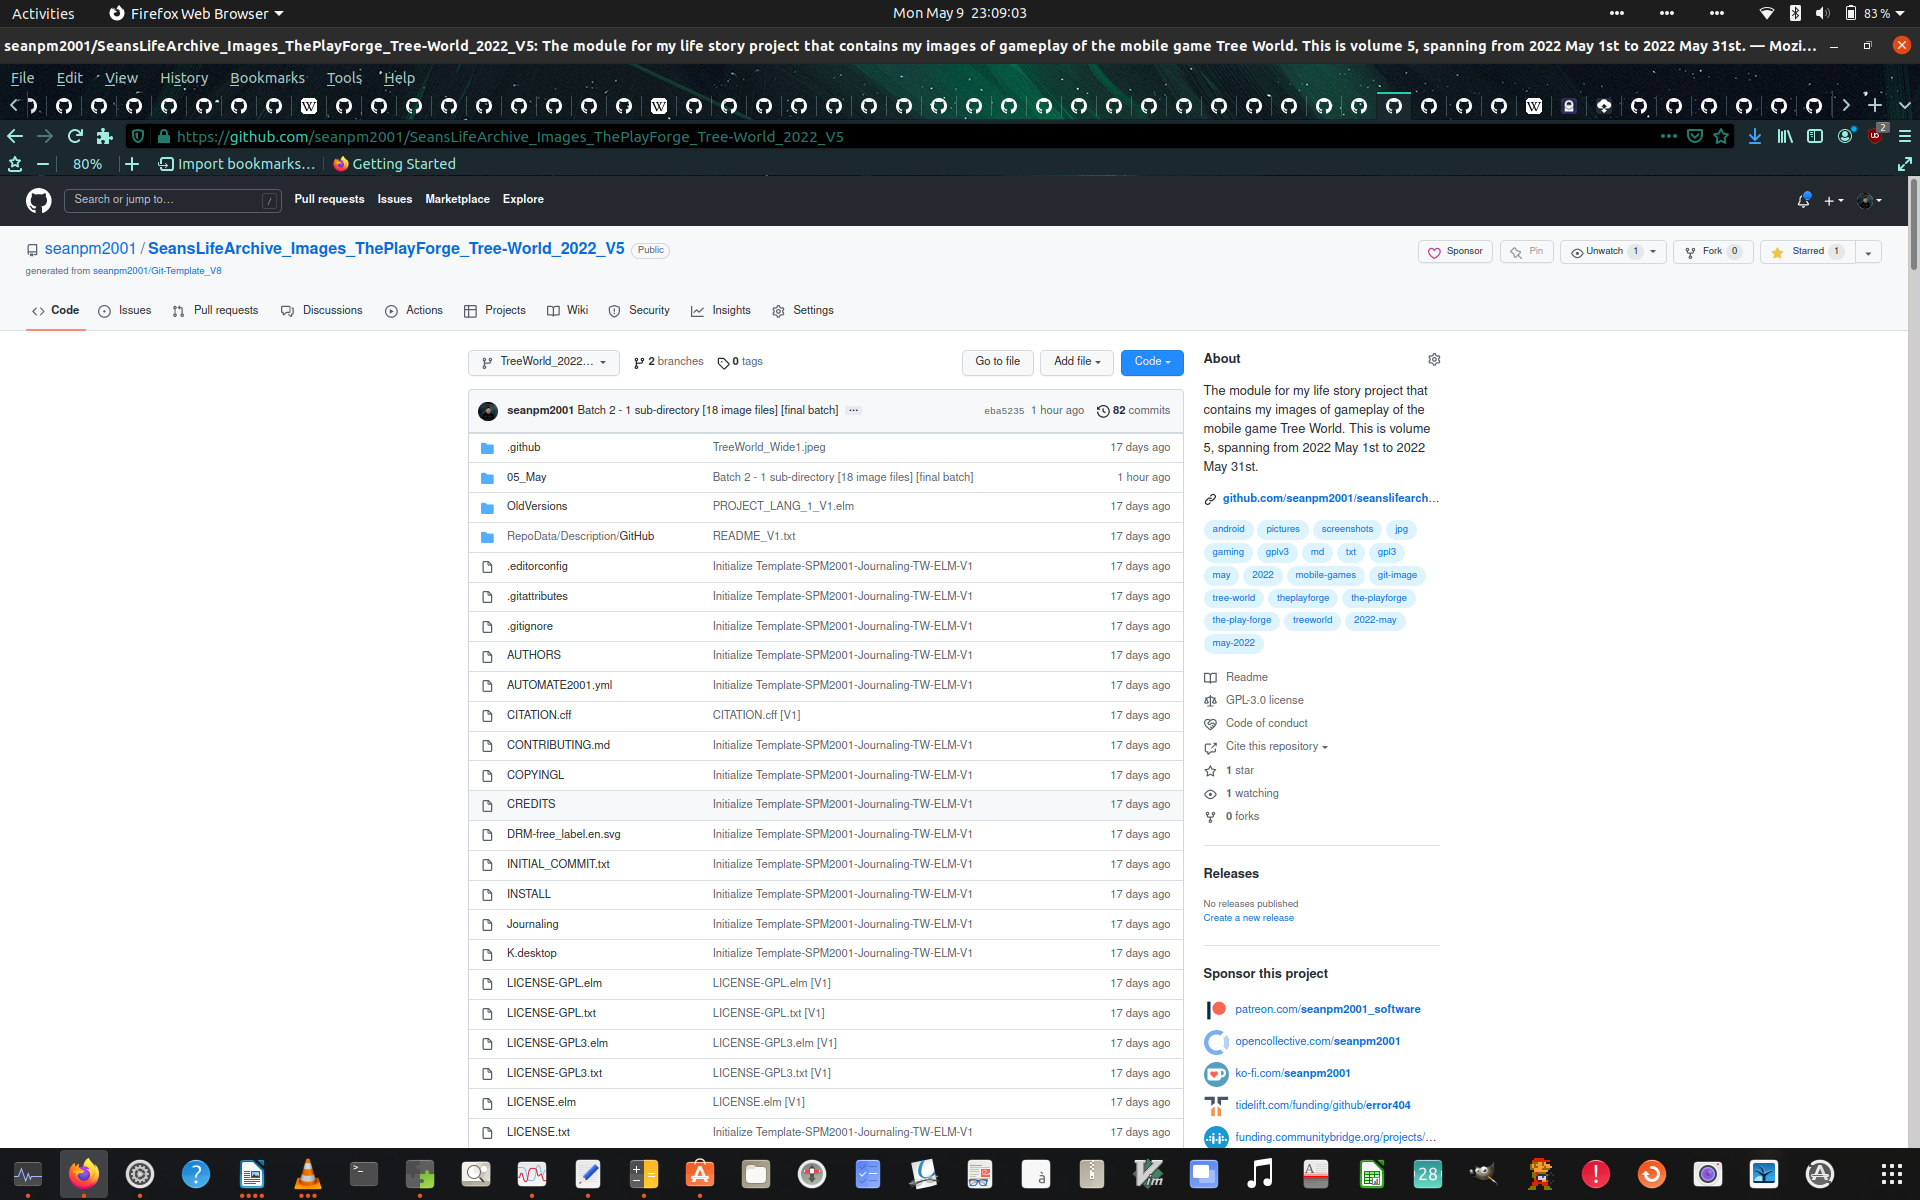 Activities
Firefox Web Browser
Mon May 9 23:09:03
83 %
seanpm2001/SeansLifeArchive_Images_ThePlayForge_Tree-World_2022_V5: The module for my life story project that contains my images of gameplay of the mobile game Tree World. This is volume 5, spanning from 2022 May 1st to 2022 May 31st. — Mozi…
File Edit View History Bookmarks Tools Help
https://github.com/seanpm2001/SeansLifeArchive_Images_ThePlayForge_Tree-World_2022_V5
2
80%
Import bookmarks…
Getting Started
Search or jump to…
/
Pull requests Issues Marketplace Explore
seanpm2001 / SeansLifeArchive_Images_ThePlayForge_Tree-World_2022_V5 Public
generated from seanpm2001/Git-Template_V8
Sponsor
Pin
Unwatch 1
Fork 0
Starred 1
Code Issues Pull requests Discussions Actions Projects Wiki Security Insights Settings
TreeWorld_2022…
2 branches
0 tags
Go to file
Add file
Code
seanpm2001 Batch 2 - 1 sub-directory [18 image files] [final batch] …
eba5235 1 hour ago 82 commits
.github TreeWorld_Wide1.jpeg 17 days ago
05_May Batch 2 - 1 sub-directory [18 image files] [final batch] 1 hour ago
OldVersions PROJECT_LANG_1_V1.elm 17 days ago
RepoData/Description/GitHub README_V1.txt 17 days ago
.editorconfig Initialize Template-SPM2001-Journaling-TW-ELM-V1 17 days ago
.gitattributes Initialize Template-SPM2001-Journaling-TW-ELM-V1 17 days ago
.gitignore Initialize Template-SPM2001-Journaling-TW-ELM-V1 17 days ago
AUTHORS Initialize Template-SPM2001-Journaling-TW-ELM-V1 17 days ago
AUTOMATE2001.yml Initialize Template-SPM2001-Journaling-TW-ELM-V1 17 days ago
CITATION.cff CITATION.cff [V1] 17 days ago
CONTRIBUTING.md Initialize Template-SPM2001-Journaling-TW-ELM-V1 17 days ago
COPYINGL Initialize Template-SPM2001-Journaling-TW-ELM-V1 17 days ago
CREDITS Initialize Template-SPM2001-Journaling-TW-ELM-V1 17 days ago
DRM-free_label.en.svg Initialize Template-SPM2001-Journaling-TW-ELM-V1 17 days ago
INITIAL_COMMIT.txt Initialize Template-SPM2001-Journaling-TW-ELM-V1 17 days ago
INSTALL Initialize Template-SPM2001-Journaling-TW-ELM-V1 17 days ago
Journaling Initialize Template-SPM2001-Journaling-TW-ELM-V1 17 days ago
K.desktop Initialize Template-SPM2001-Journaling-TW-ELM-V1 17 days ago
LICENSE-GPL.elm LICENSE-GPL.elm [V1] 17 days ago
LICENSE-GPL.txt LICENSE-GPL.txt [V1] 17 days ago
LICENSE-GPL3.elm LICENSE-GPL3.elm [V1] 17 days ago
LICENSE-GPL3.txt LICENSE-GPL3.txt [V1] 17 days ago
LICENSE.elm LICENSE.elm [V1] 17 days ago
LICENSE.txt Initialize Template-SPM2001-Journaling-TW-ELM-V1 17 days ago
About
The module for my life story project that
contains my images of gameplay of the
mobile game Tree World. This is volume
5, spanning from 2022 May 1st to 2022
May 31st.
github.com/seanpm2001/seanslifearch…
android pictures screenshots jpg
gaming gplv3 md txt gpl3
may 2022 mobile-games git-image
tree-world theplayforge the-playforge
the-play-forge treeworld 2022-may
may-2022
Readme
GPL-3.0 license
Code of conduct
Cite this repository
1 star
1 watching
0 forks
Releases
No releases published
Create a new release
Sponsor this project
patreon.com/seanpm2001_software
opencollective.com/seanpm2001
ko-fi.com/seanpm2001
tidelift.com/funding/github/error404
funding.communitybridge.org/projects/…
28